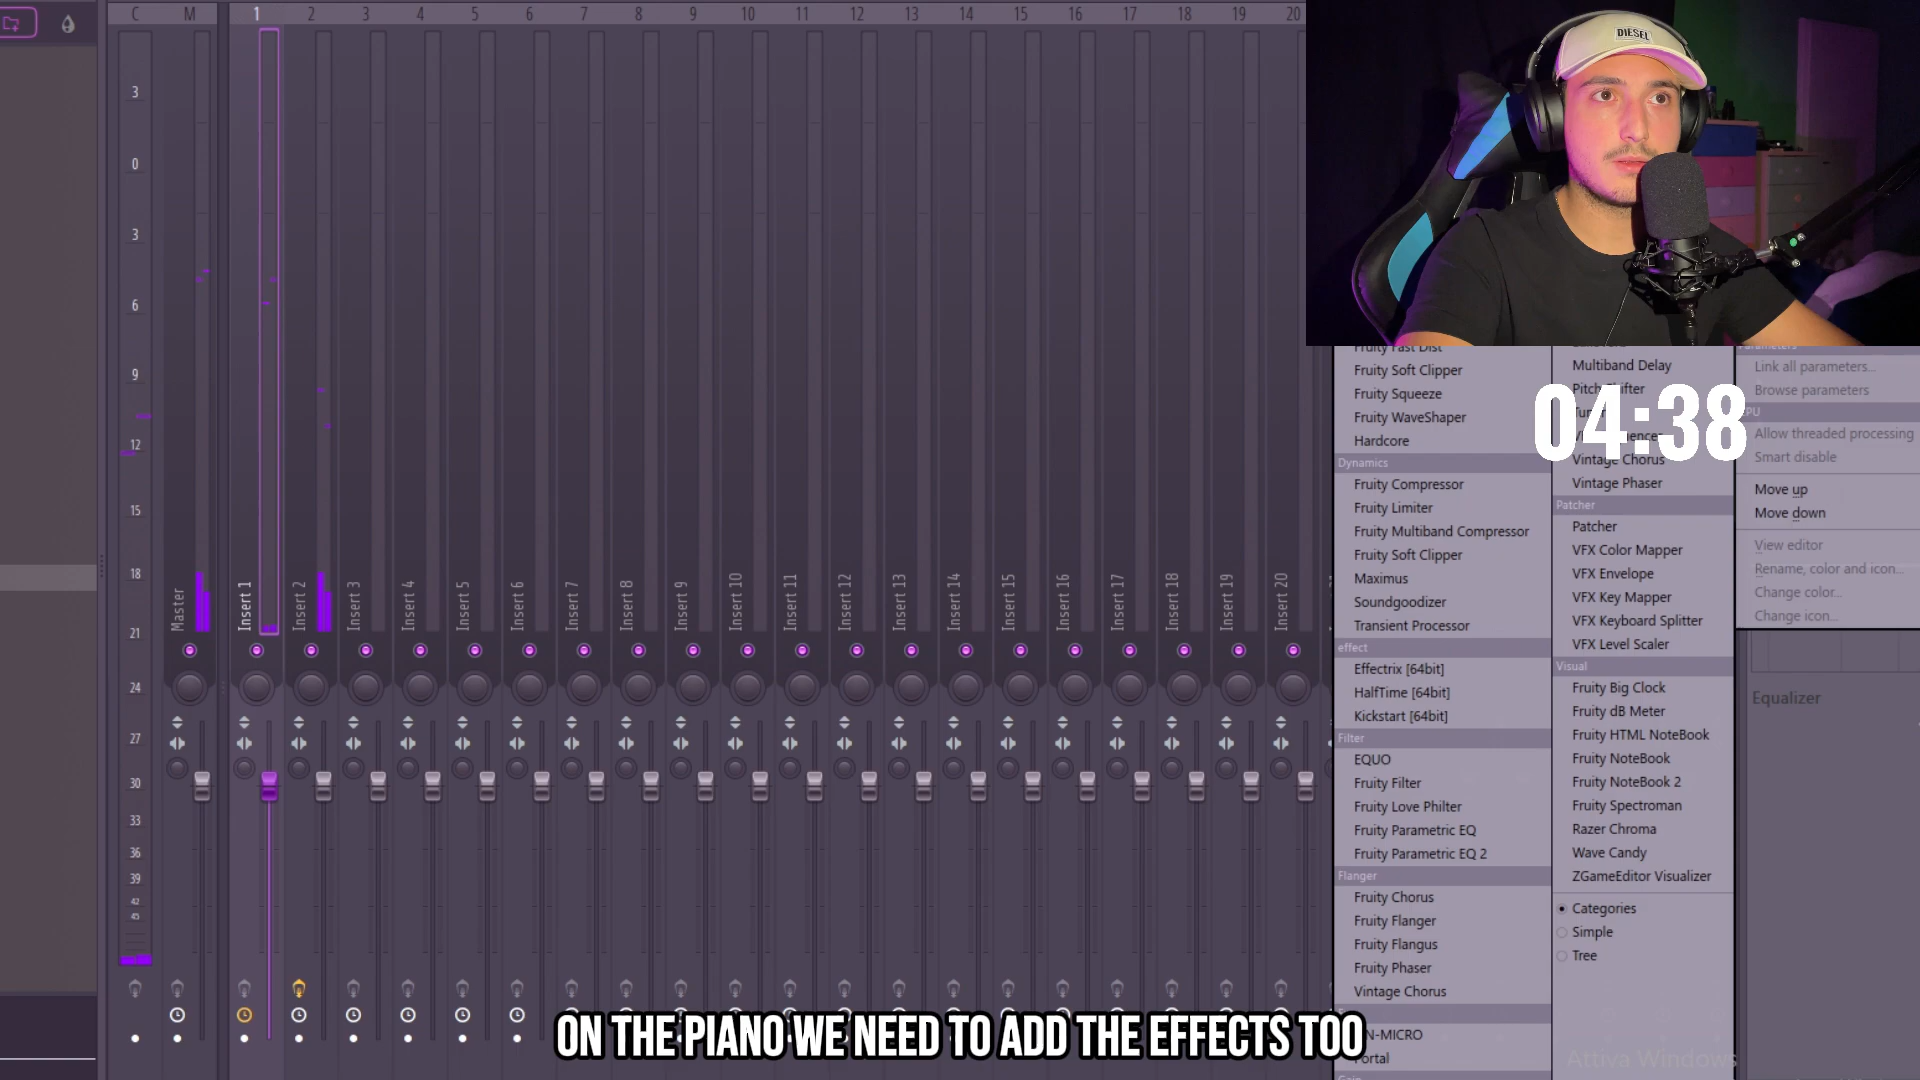 C M 1 2 3 4 5 6 7 8 9 10 11 12 13 14 15 16 17 18 19 20
DIESEL
3
0
3
6
9
12
15
18
21
24
27
30
33
36
39
42
45
Master
Insert 1
Insert 2
Insert 3
Insert 4
Insert 5
Insert 6
Insert 7
Insert 8
Insert 9
Insert 10
Insert 11
Insert 12
Insert 13
Insert 14
Insert 15
Insert 16
Insert 17
Insert 18
Insert 19
Insert 20
Fruity Fast Dist
Fruity Soft Clipper
Fruity Squeeze
Fruity WaveShaper
Hardcore
Dynamics
Fruity Compressor
Fruity Limiter
Fruity Multiband Compressor
Fruity Soft Clipper
Maximus
Soundgoodizer
Transient Processor
effect
Effectrix [64bit]
HalfTime [64bit]
Kickstart [64bit]
Filter
EQUO
Fruity Filter
Fruity Love Philter
Fruity Parametric EQ
Fruity Parametric EQ 2
Flanger
Fruity Chorus
Fruity Flanger
Fruity Flangus
Fruity Phaser
Vintage Chorus
Multiband Delay
Pitch Shifter
04:38
Vintage Chorus
Vintage Phaser
Patcher
Patcher
VFX Color Mapper
VFX Envelope
VFX Key Mapper
VFX Keyboard Splitter
VFX Level Scaler
Visual
Fruity Big Clock
Fruity dB Meter
Fruity HTML NoteBook
Fruity NoteBook
Fruity NoteBook 2
Fruity Spectroman
Razer Chroma
Wave Candy
ZGameEditor Visualizer
Categories
Simple
Tree
Parameters
Link all parameters...
Browse parameters
Allow threaded processing
Smart disable
Move up
Move down
View editor
Rename, color and icon...
Change color...
Change icon...
Equalizer
ON THE PIANO WE NEED TO ADD THE EFFECTS TOO
Attiva Windows